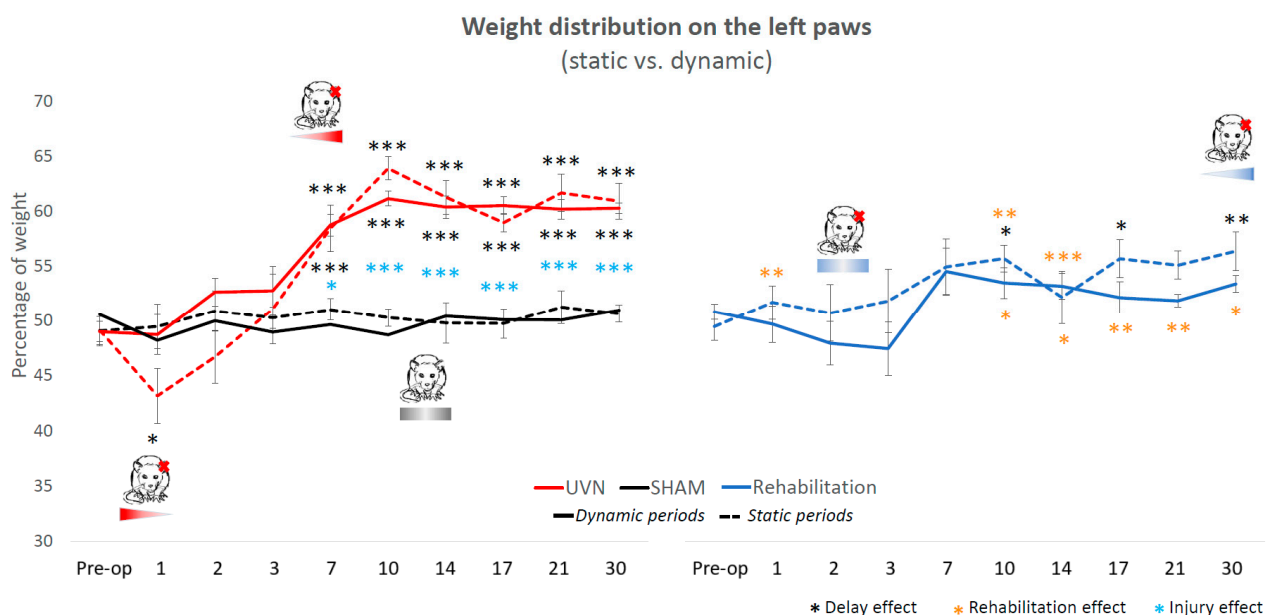 Weight distribution on the left paws
(static vs. dynamic)
Percentage of weight
70
65
60
55
50
45
40
35
30
*** *** *** *** ***
***
*** *** *** *** ***
***
* *** *** *** *** ***
*
** * ** *** * **
* * ** ** *
UVN SHAM Rehabilitation
Dynamic periods Static periods
Pre-op 1 2 3 7 10 14 17 21 30
Pre-op 1 2 3 7 10 14 17 21 30
* Delay effect * Rehabilitation effect * Injury effect